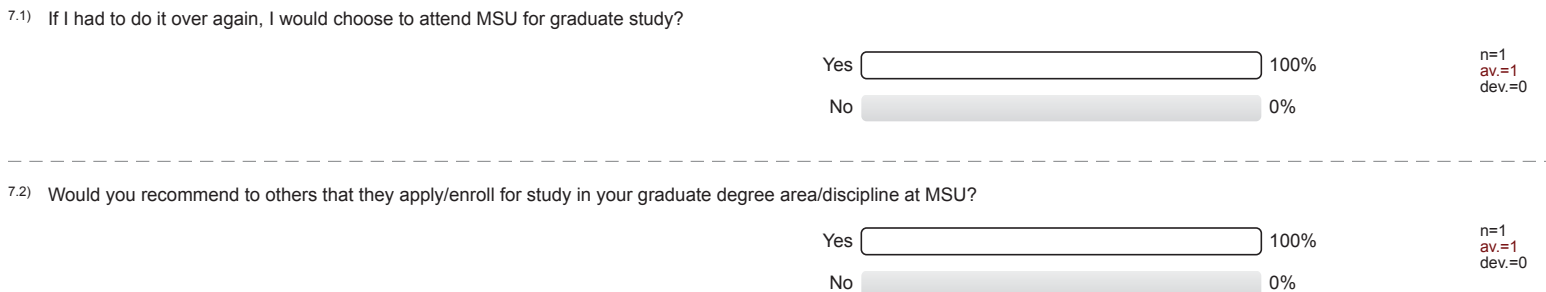 7.1) If I had to do it over again, I would choose to attend MSU for graduate study?
Yes 100%
n=1
av.=1
dev.=0
No 0%
7.2) Would you recommend to others that they apply/enroll for study in your graduate degree area/discipline at MSU?
Yes 100%
n=1
av.=1
dev.=0
No 0%